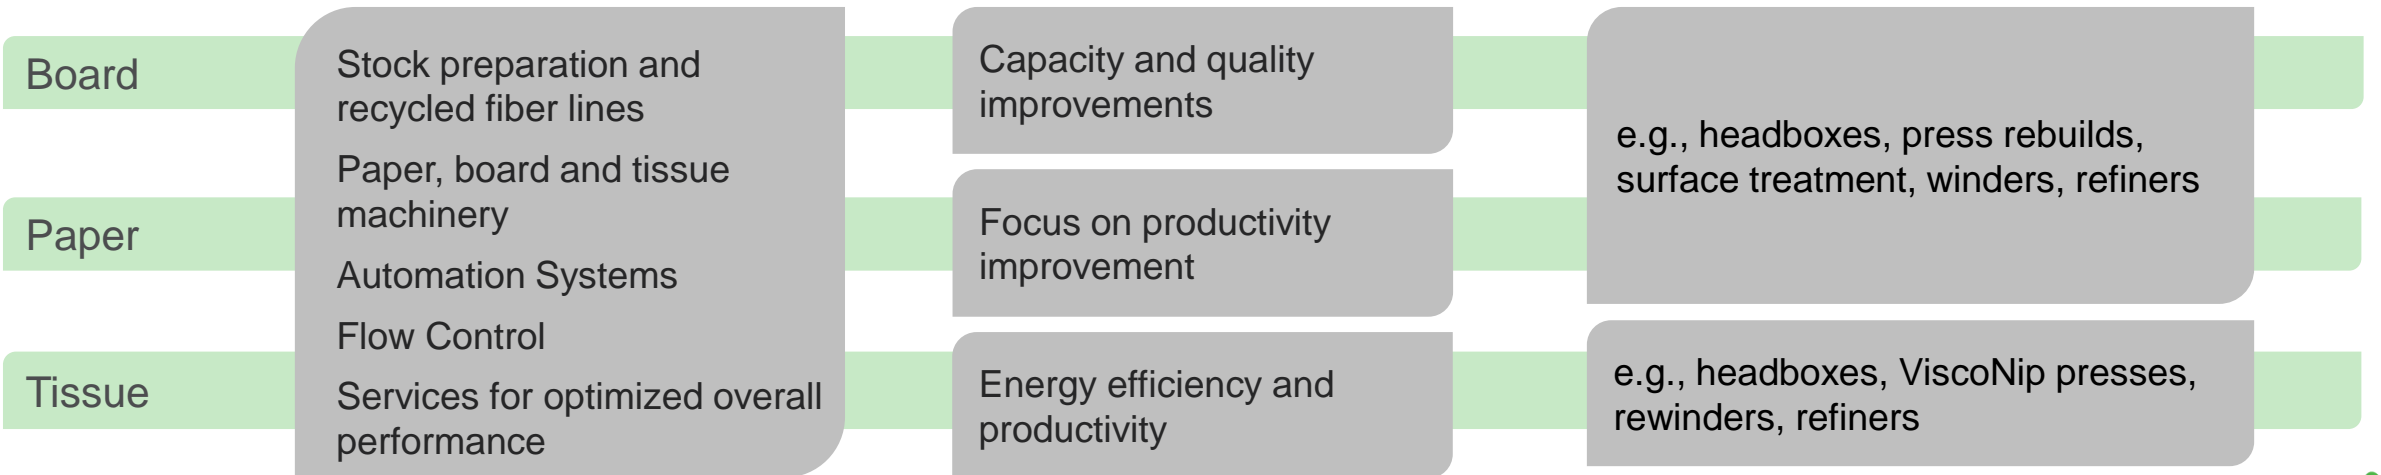 Board
Stock preparation and
recycled fiber lines
Paper, board and tissue
machinery
Automation Systems
Flow Control
Services for optimized overall
performance
Capacity and quality
improvements
e.g., headboxes, press rebuilds,
surface treatment, winders, refiners
Paper
Focus on productivity
improvement
Tissue
Energy efficiency and
productivity
e.g., headboxes, ViscoNip presses,
rewinders, refiners